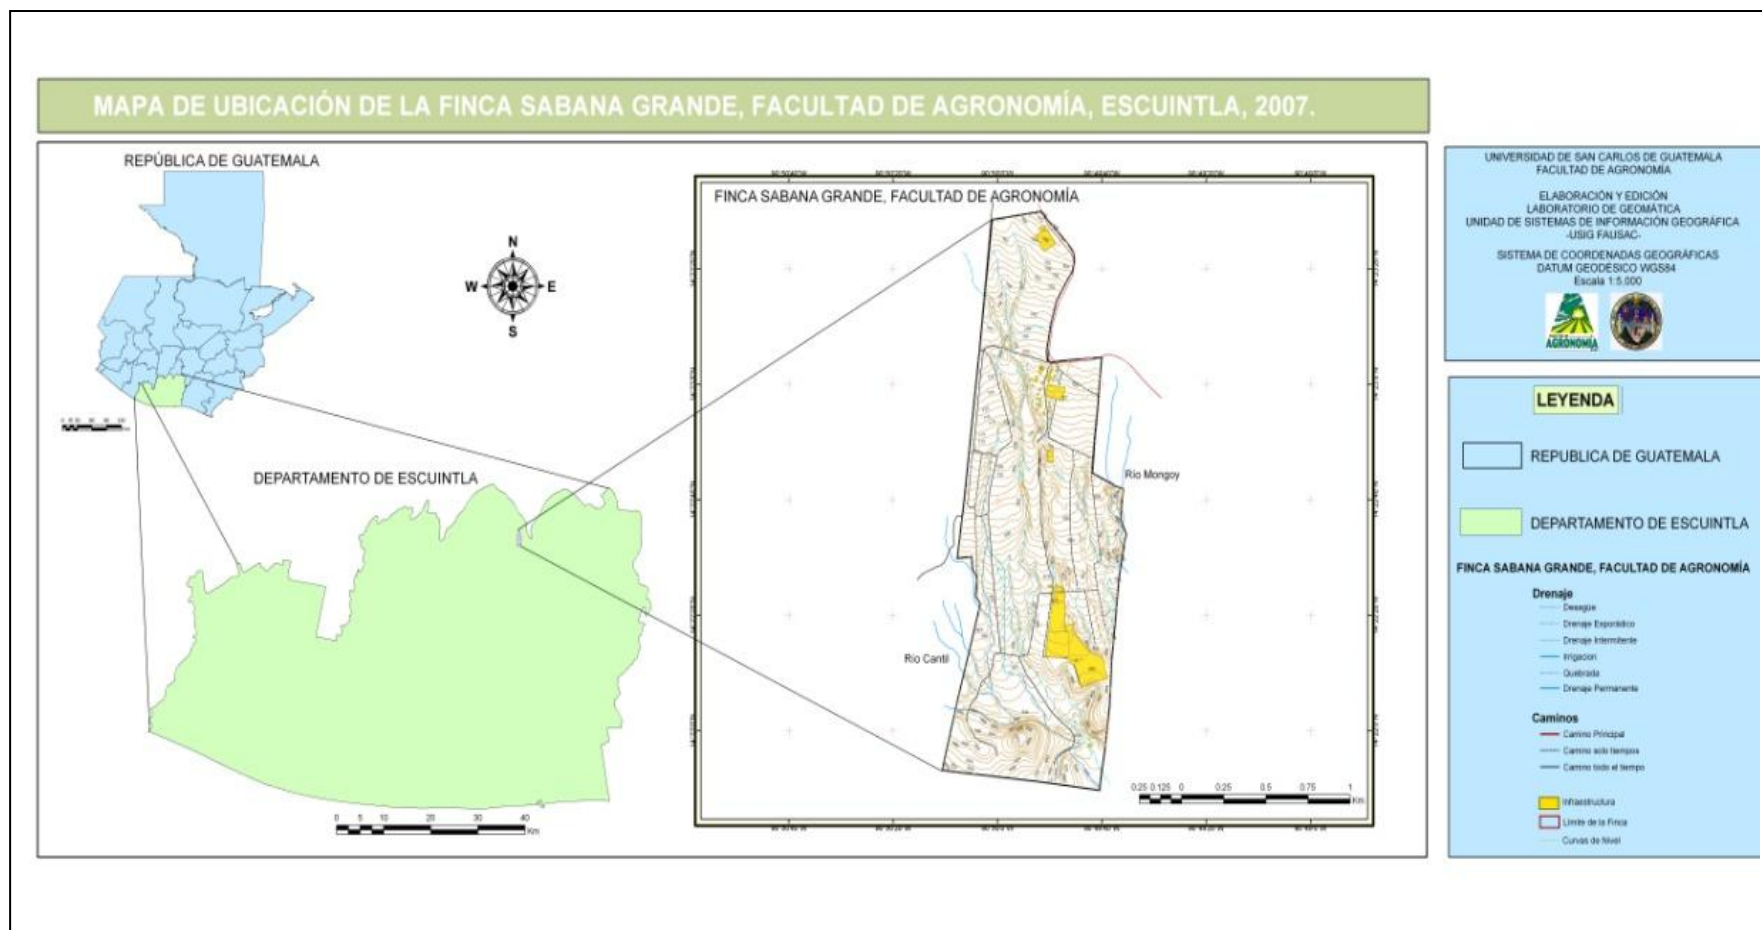 MAPA DE UBICACIÓN DE LA FINCA SABANA GRANDE, FACULTAD DE AGRONOMÍA, ESCUINTLA, 2007.
REPÚBLICA DE GUATEMALA
N
W
E
S
DEPARTAMENTO DE ESCUINTLA
0 5 10 20 30 40
Km
FINCA SABANA GRANDE, FACULTAD DE AGRONOMÍA
Río Mongoy
Río Cantil
0.25 0.125 0 0.25 0.5 0.75 1
Km
UNIVERSIDAD DE SAN CARLOS DE GUATEMALA
FACULTAD DE AGRONOMÍA
ELABORACIÓN Y EDICIÓN
LABORATORIO DE GEOMÁTICA
UNIDAD DE SISTEMAS DE INFORMACIÓN GEOGRÁFICA
-USIG FAUSAC-
SISTEMA DE COORDENADAS GEOGRÁFICAS
DATUM GEODÉSICO WGS84
Escala 1:5,000
AGRONOMÍA
LEYENDA
REPUBLICA DE GUATEMALA
DEPARTAMENTO DE ESCUINTLA
FINCA SABANA GRANDE, FACULTAD DE AGRONOMÍA
Drenaje
Desagüe
Drenaje Esporádico
Drenaje Intermitente
Irrigacion
Quebrada
Drenaje Permanente
Caminos
Camino Principal
Camino solo tiempos
Camino todo el tiempo
Infraestructura
Límite de la Finca
Curvas de Nivel